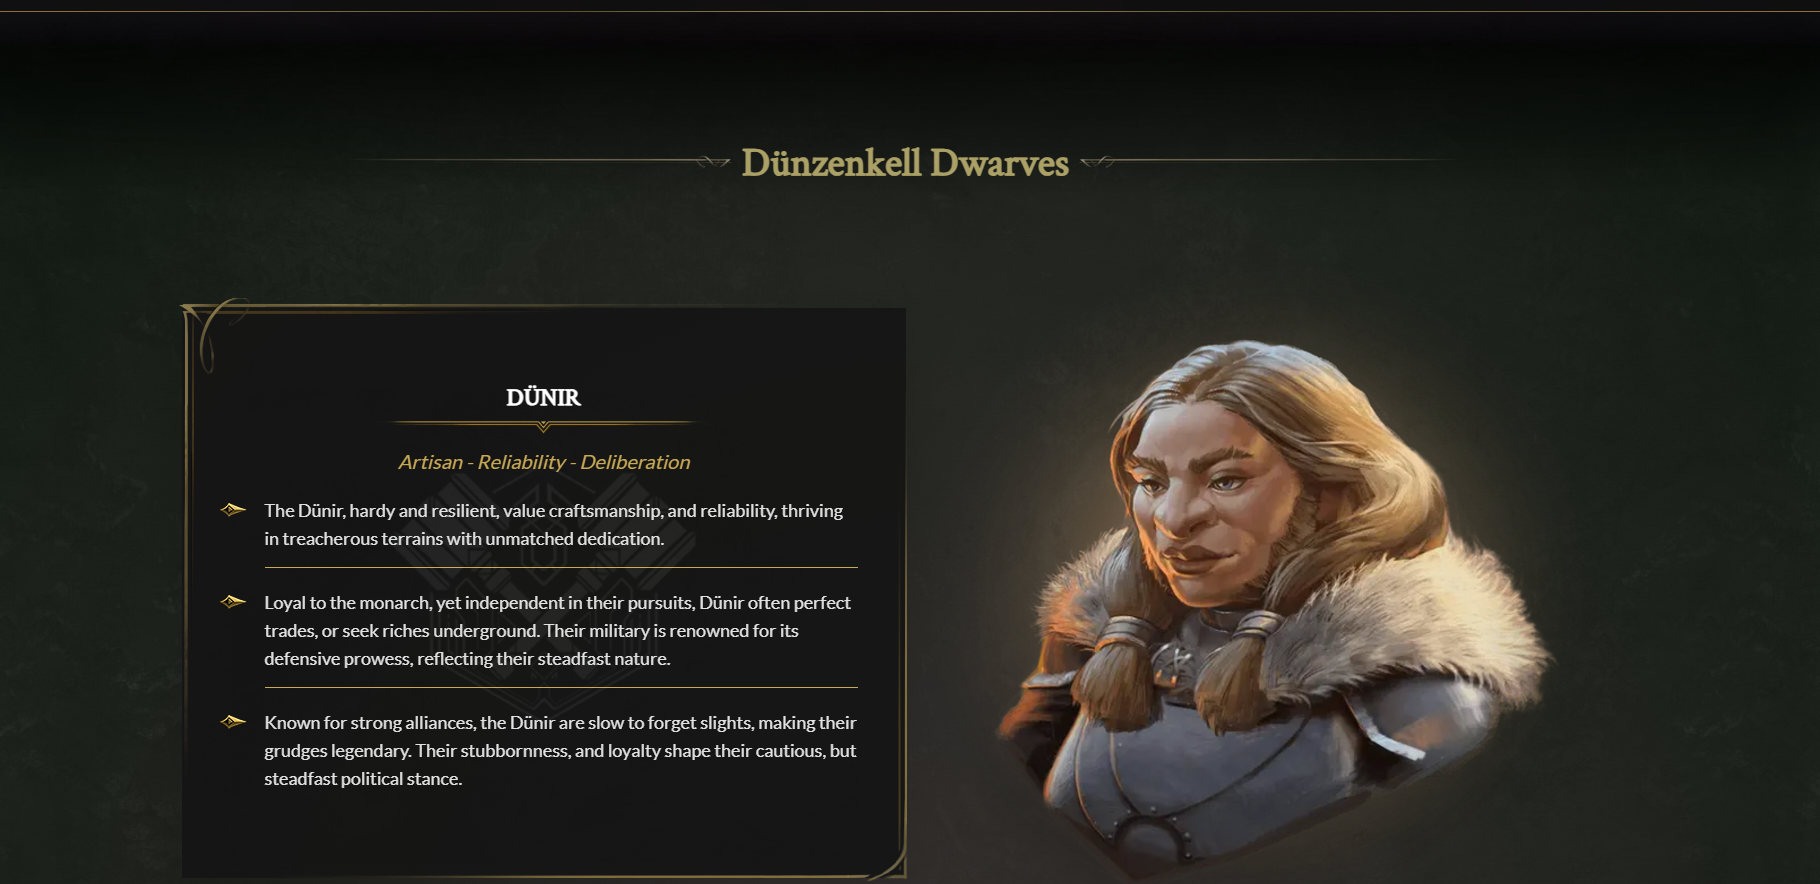 Dünzenkell Dwarves
DÜNIR
Artisan - Reliability - Deliberation
The Dünir, hardy and resilient, value craftsmanship, and reliability, thriving
in treacherous terrains with unmatched dedication.
Loyal to the monarch, yet independent in their pursuits, Dünir often perfect
trades, or seek riches underground. Their military is renowned for its
defensive prowess, reflecting their steadfast nature.
Known for strong alliances, the Dünir are slow to forget slights, making their
grudges legendary. Their stubbornness, and loyalty shape their cautious, but
steadfast political stance.